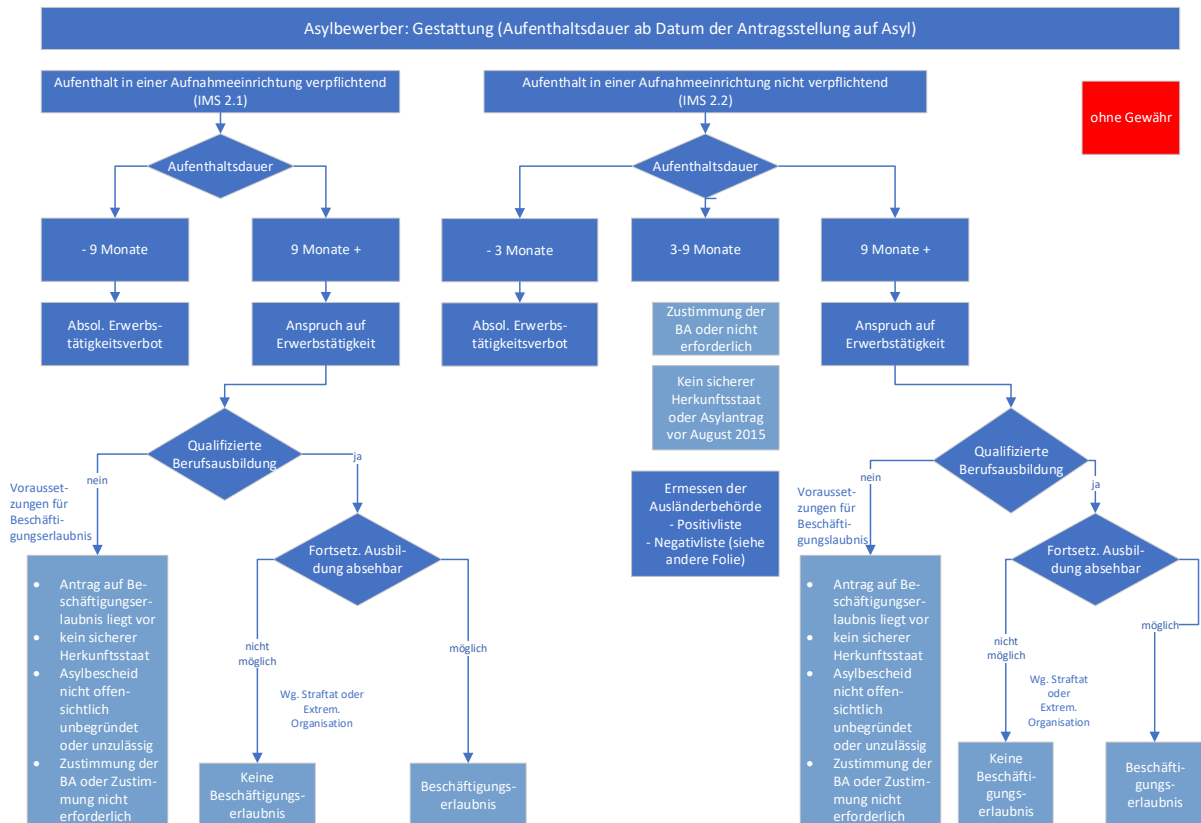 Asylbewerber: Gestattung (Aufenthaltsdauer ab Datum der Antragsstellung auf Asyl)
Aufenthalt in einer Aufnahmeeinrichtung verpflichtend
(IMS 2.1)
Aufenthalt in einer Aufnahmeeinrichtung nicht verpflichtend
(IMS 2.2)
ohne Gewähr
Aufenthaltsdauer
Aufenthaltsdauer
- 9 Monate
9 Monate +
- 3 Monate
3-9 Monate
9 Monate +
Absol. Erwerbs-
tätigkeitsverbot
Anspruch auf
Erwerbstätigkeit
Absol. Erwerbs-
tätigkeitsverbot
Zustimmung der
BA oder nicht
erforderlich
Anspruch auf
Erwerbstätigkeit
Kein sicherer
Herkunftsstaat
oder Asylantrag
vor August 2015
Qualifizierte
Berufsausbildung
nein
ja
Vorausset-
zungen für
Beschäfti-
gungserlaubnis
Ermessen der
Ausländerbehörde
- Positivliste
- Negativliste (siehe
andere Folie)
Qualifizierte
Berufsausbildung
nein
ja
Vorausset-
zungen für
Beschäfti-
gungslaubnis
Fortsetz. Ausbil-
dung absehbar
nicht
möglich
möglich
Wg. Straftat oder
Extrem.
Organisation
• Antrag auf Be-
schäftigungser-
laubnis liegt vor
• kein sicherer
Herkunftsstaat
• Asylbescheid
nicht offen-
sichtlich
unbegründet
oder unzulässig
• Zustimmung der
BA oder Zustim-
mung nicht
erforderlich
Keine
Beschäftigungs-
erlaubnis
Beschäftigungs-
erlaubnis
Fortsetz. Ausbil-
dung absehbar
nicht
möglich
möglich
Wg. Straftat
oder
Extrem.
Organisation
• Antrag auf Be-
schäftigungser-
laubnis liegt vor
• kein sicherer
Herkunftsstaat
• Asylbescheid
nicht offen-
sichtlich
unbegründet
oder unzulässig
• Zustimmung der
BA oder Zustim-
mung nicht
erforderlich
Keine
Beschäfti-
gungs-
erlaubnis
Beschäfti-
gungs-
erlaubnis